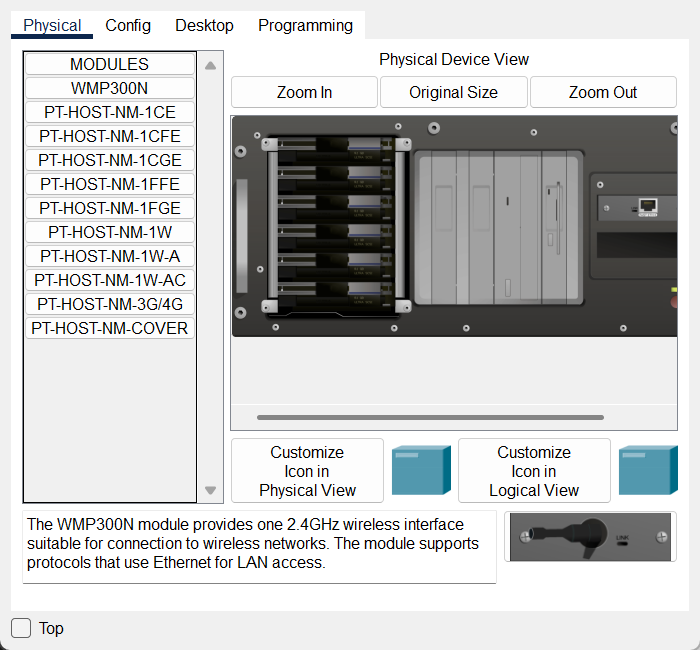 Physical Config Desktop Programming
MODULES
WMP300N
PT-HOST-NM-1CE
PT-HOST-NM-1CFE
PT-HOST-NM-1CGE
PT-HOST-NM-1FFE
PT-HOST-NM-1FGE
PT-HOST-NM-1W
PT-HOST-NM-1W-A
PT-HOST-NM-1W-AC
PT-HOST-NM-3G/4G
PT-HOST-NM-COVER
Physical Device View
Zoom In Original Size Zoom Out
Customize
Icon in
Physical View
Customize
Icon in
Logical View
The WMP300N module provides one 2.4GHz wireless interface
suitable for connection to wireless networks. The module supports
protocols that use Ethernet for LAN access.
LINK
Top